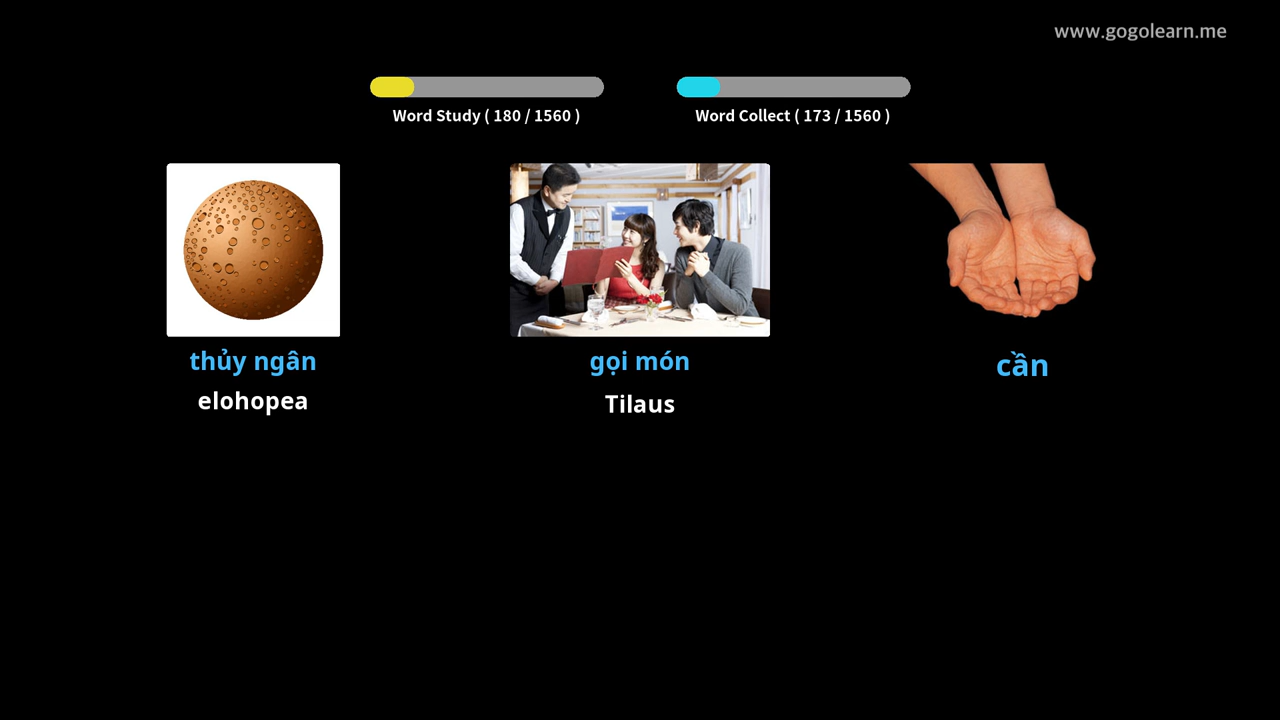 www.gogolearn.me
Word Study ( 180 / 1560 )
Word Collect ( 173 / 1560 )
thủy ngân
elohopea
gọi món
Tilaus
cần